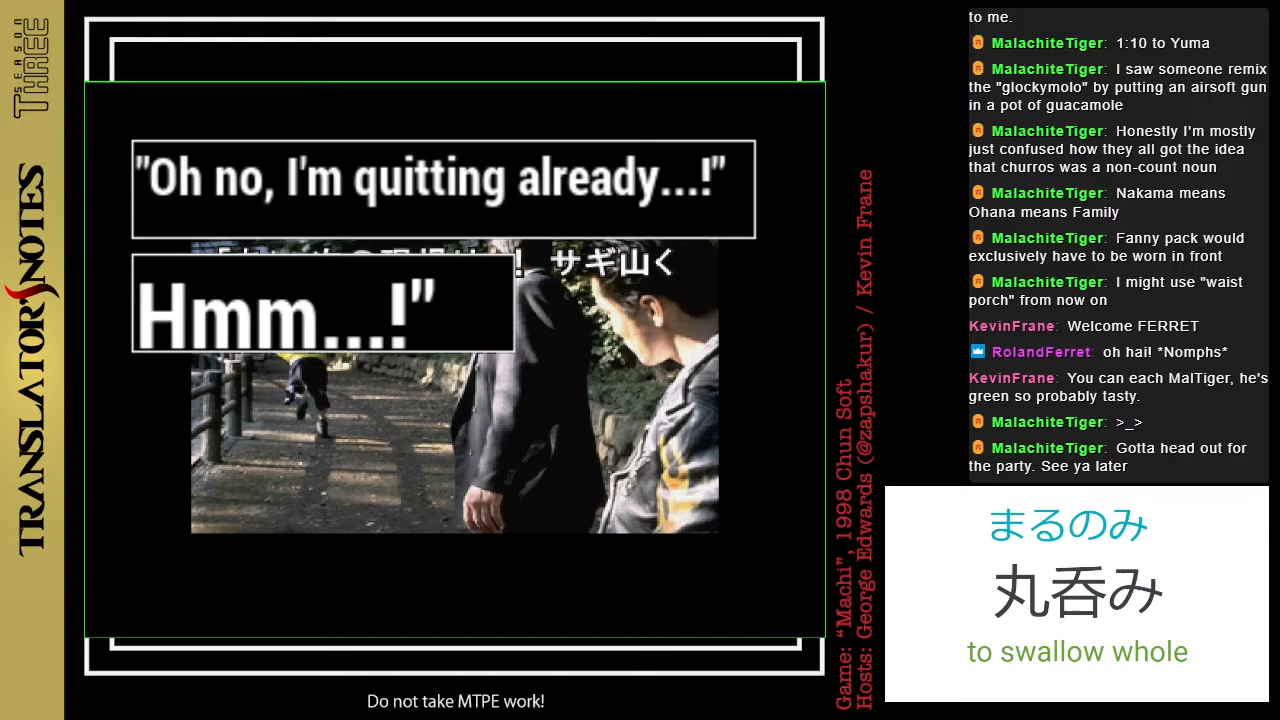 SEASON
THREE
TRANSLATOR'S NOTES
"Oh no, I'm quitting already...!"
! サギ山く
Hmm...!"
Do not take MTPE work!
Game: “Machi”, 1998 Chun Soft
Hosts: George Edwards (@zapshakur) / Kevin Frane
to me.
MalachiteTiger: 1:10 to Yuma
MalachiteTiger: I saw someone remix
the "glockymolo" by putting an airsoft gun
in a pot of guacamole
MalachiteTiger: Honestly I'm mostly
just confused how they all got the idea
that churros was a non-count noun
MalachiteTiger: Nakama means
Ohana means Family
MalachiteTiger: Fanny pack would
exclusively have to be worn in front
MalachiteTiger: I might use "waist
porch" from now on
KevinFrane: Welcome FERRET
RolandFerret: oh hai! *Nomphs*
KevinFrane: You can each MalTiger, he's
green so probably tasty.
MalachiteTiger: >_>
MalachiteTiger: Gotta head out for
the party. See ya later
まるのみ
丸呑み
to swallow whole